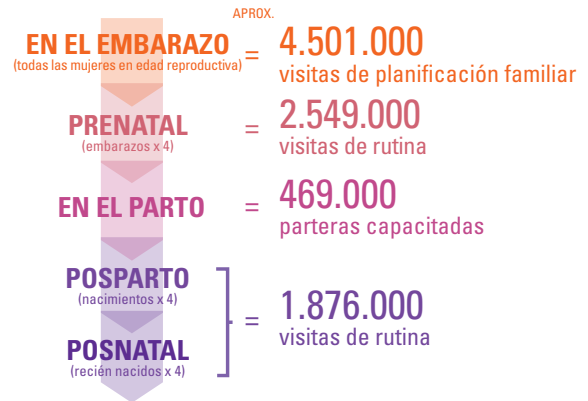 APROX.
EN EL EMBARAZO = 4.501.000
(todas las mujeres en edad reproductiva)
visitas de planificación familiar
PRENATAL = 2.549.000
(embarazos x 4)
visitas de rutina
EN EL PARTO = 469.000
parteras capacitadas
POSPARTO
(nacimientos x 4)
= 1.876.000
visitas de rutina
POSNATAL
(recién nacidos x 4)